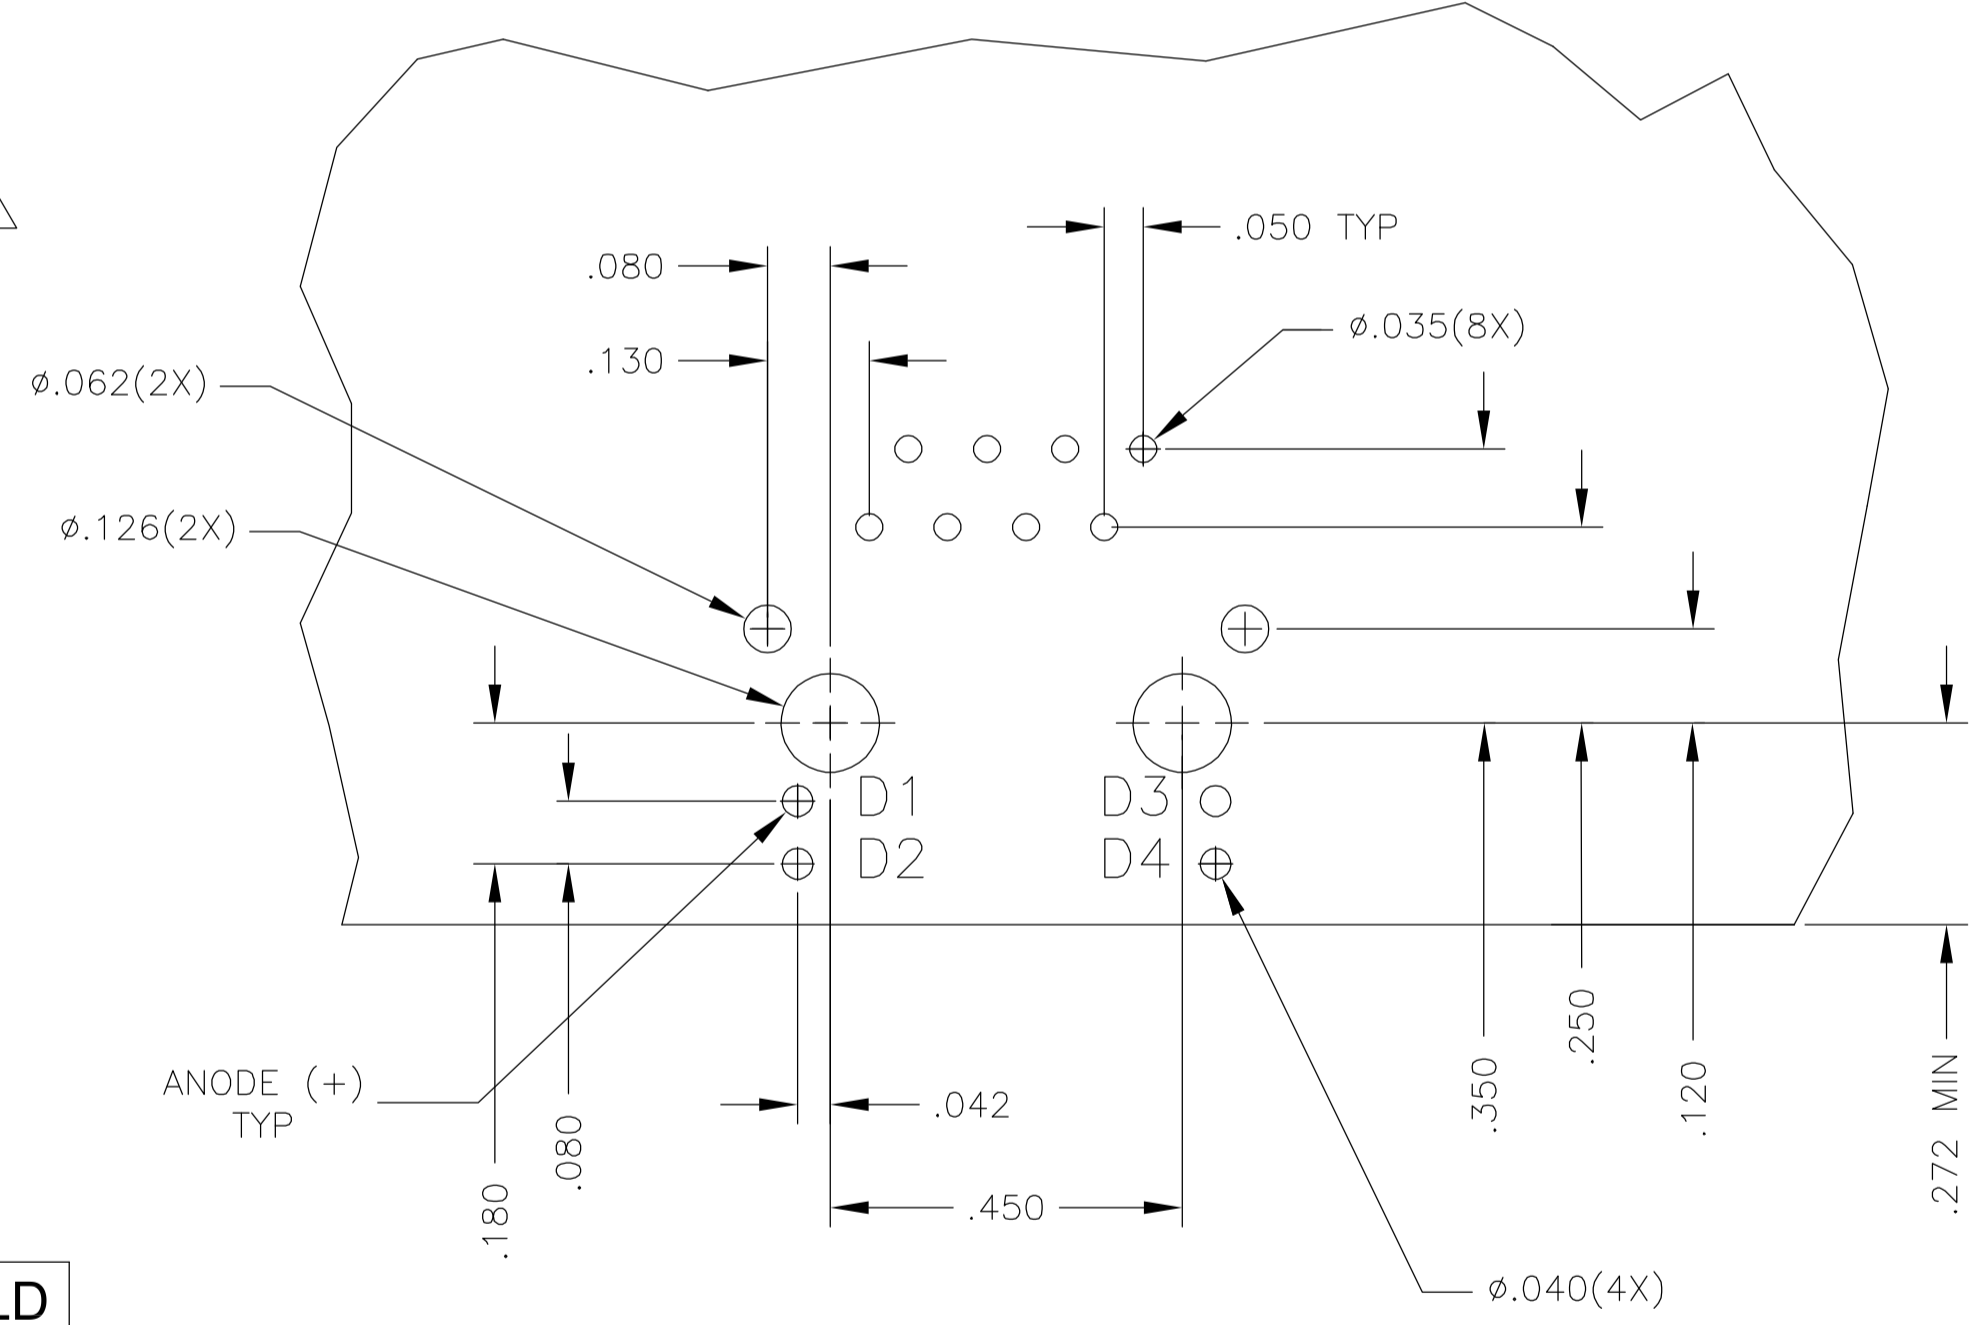 .050 TYP
.080
ø.035(8X)
.130
ø.062(2X)
ø.126(2X)
D1
D3
D2
D4
ANODE (+)
TYP
.042
.080
.180
.450
.350
.250
.120
.272 MIN
ø.040(4X)
LD